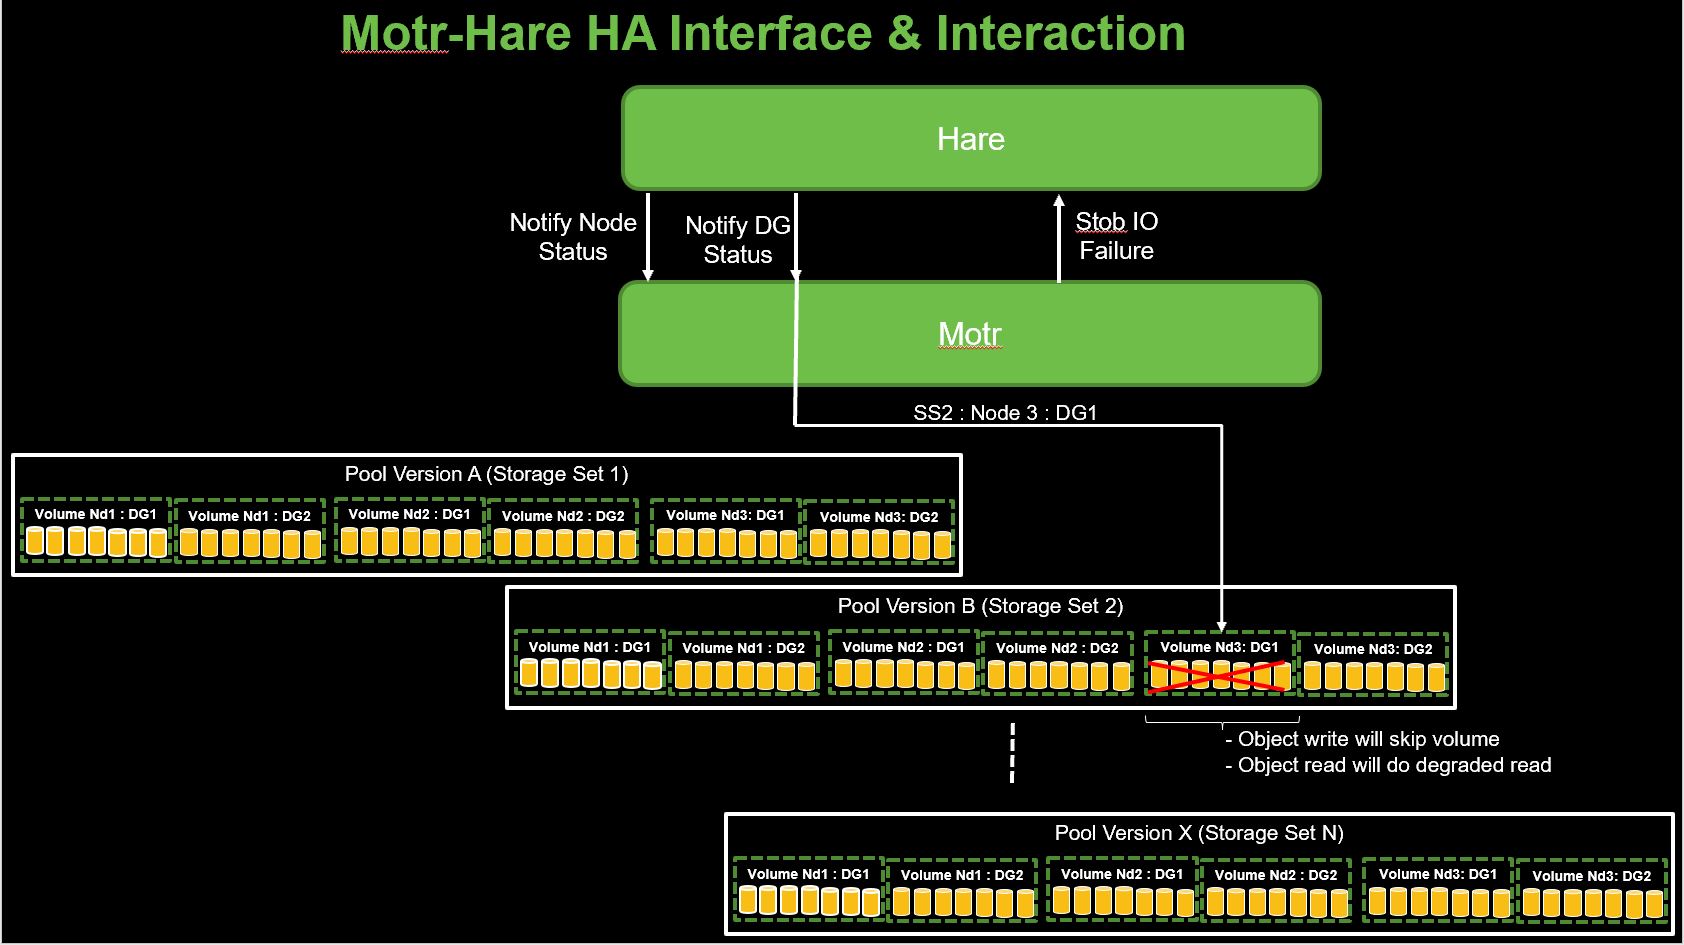 Motr-Hare HA Interface & Interaction
Hare
Notify Node
Status
Notify DG
Status
Stob IO
Failure
Motr
SS2 : Node 3 : DG1
Pool Version A (Storage Set 1)
Volume Nd1 : DG1
Volume Nd1 : DG2
Volume Nd2 : DG1
Volume Nd2 : DG2
Volume Nd3: DG1
Volume Nd3: DG2
Pool Version B (Storage Set 2)
Volume Nd1 : DG1
Volume Nd1 : DG2
Volume Nd2 : DG1
Volume Nd2 : DG2
Volume Nd3: DG1
Volume Nd3: DG2
- Object write will skip volume
- Object read will do degraded read
Pool Version X (Storage Set N)
Volume Nd1 : DG1
Volume Nd1 : DG2
Volume Nd2 : DG1
Volume Nd2 : DG2
Volume Nd3: DG1
Volume Nd3: DG2